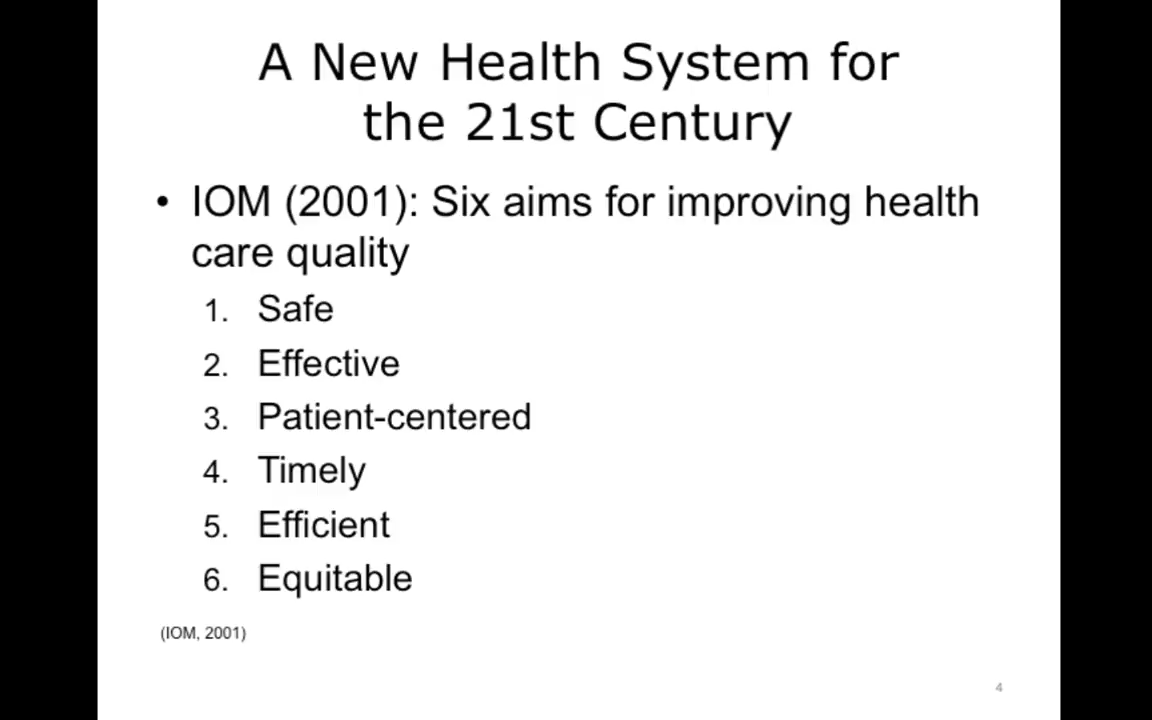 A New Health System for
the 21st Century
• IOM (2001): Six aims for improving health
care quality
1. Safe
2. Effective
3. Patient-centered
4. Timely
5. Efficient
6. Equitable
(IOM, 2001)
4